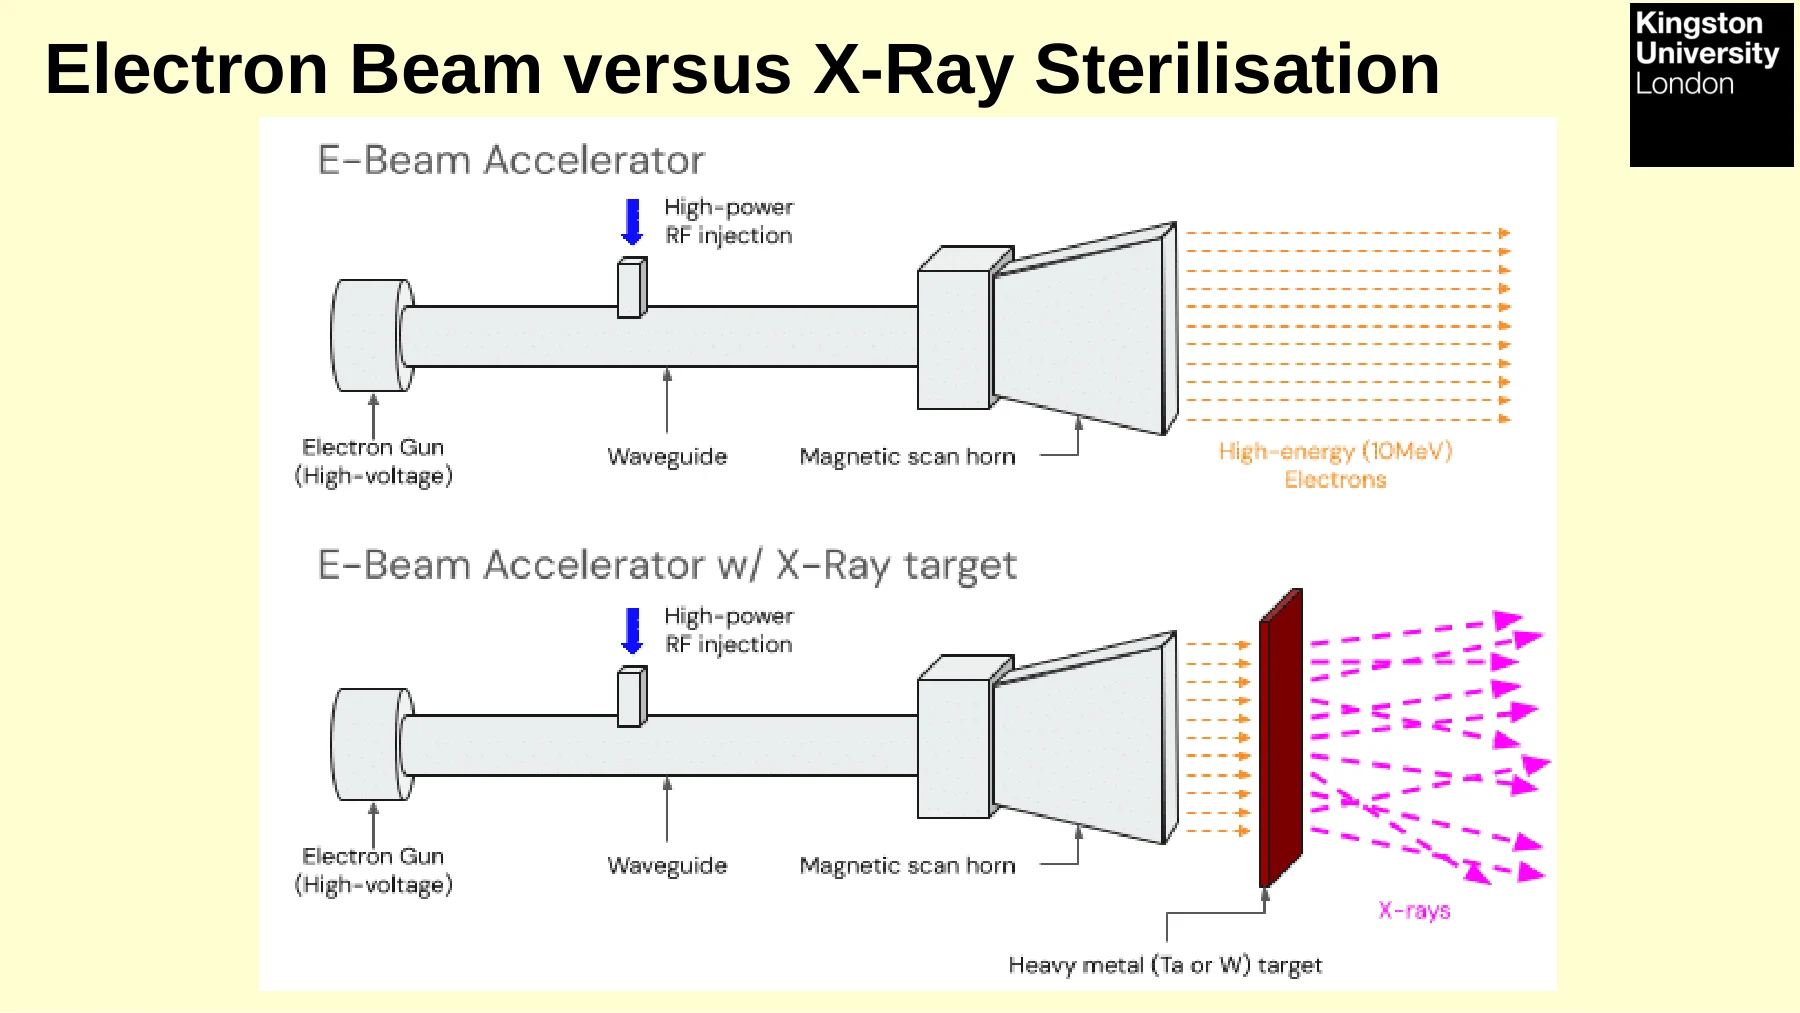 Electron Beam versus X-Ray Sterilisation
Kingston
University
London
E-Beam Accelerator
High-power
RF injection
Electron Gun
(High-voltage)
Waveguide
Magnetic scan horn
High-energy (10MeV)
Electrons
E-Beam Accelerator w/ X-Ray target
High-power
RF injection
Electron Gun
(High-voltage)
Waveguide
Magnetic scan horn
X-rays
Heavy metal (Ta or W) target